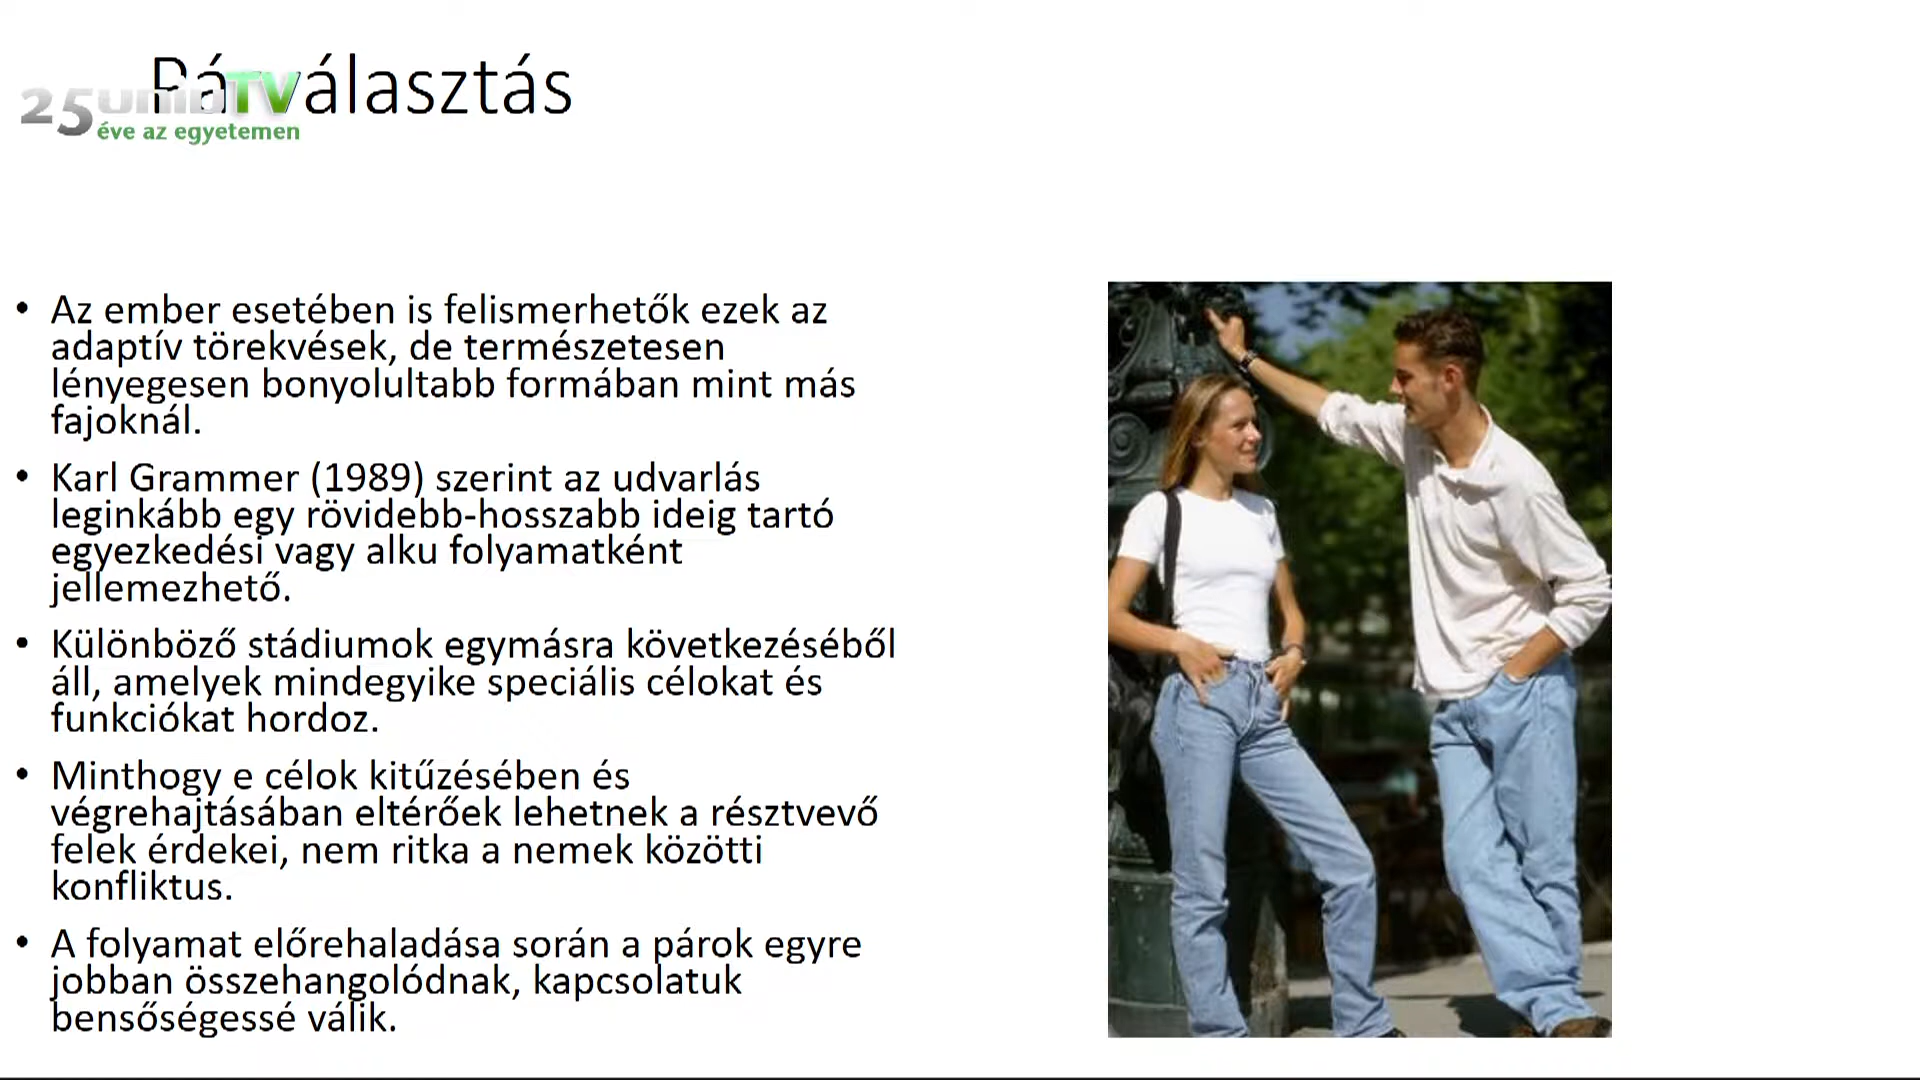 Párválasztás
25 unipTV
éve az egyetemen
• Az ember esetében is felismerhetők ezek az
adaptív törekvések, de természetesen
lényegesen bonyolultabb formában mint más
fajoknál.
• Karl Grammer (1989) szerint az udvarlás
leginkább egy rövidebb-hosszabb ideig tartó
egyezkedési vagy alku folyamatként
jellemezhető.
• Különböző stádiumok egymásra következéséből
áll, amelyek mindegyike speciális célokat és
funkciókat hordoz.
• Minthogy e célok kitűzésében és
végrehajtásában eltérőek lehetnek a résztvevő
felek érdekei, nem ritka a nemek közötti
konfliktus.
• A folyamat előrehaladása során a párok egyre
jobban összehangolódnak, kapcsolatuk
bensőségessé válik.